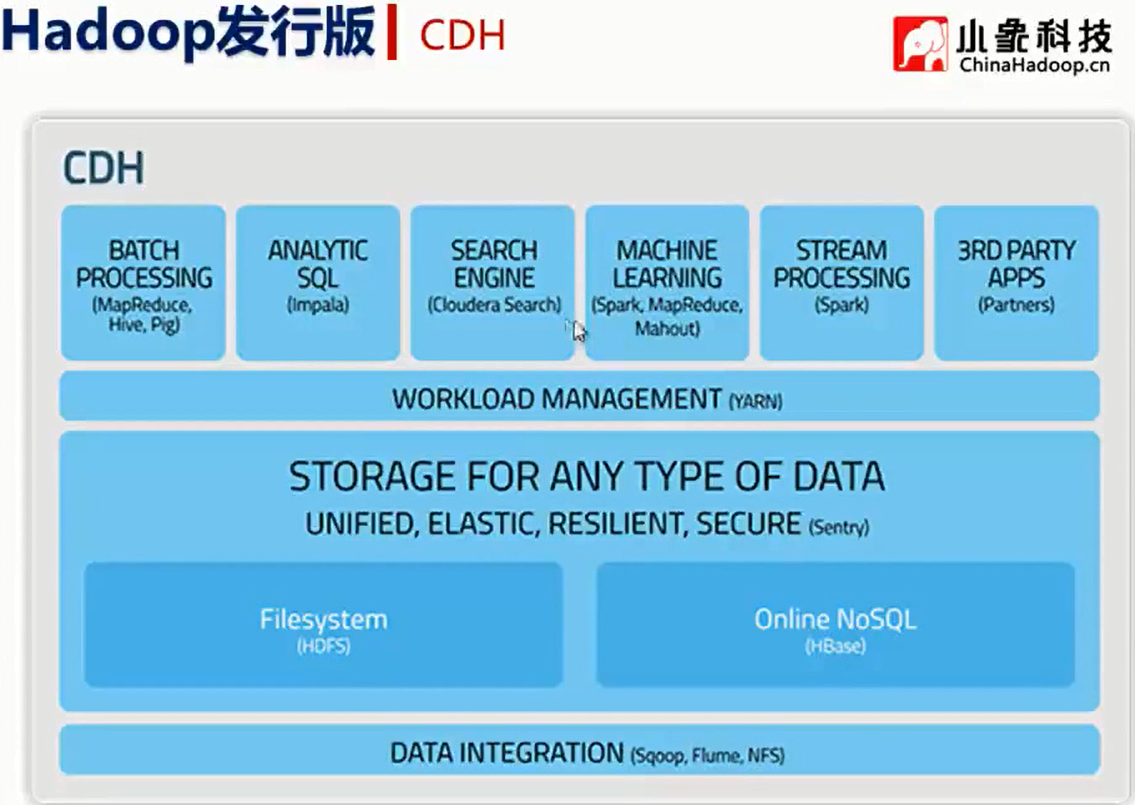 Hadoop发行版 | CDH
小象科技
ChinaHadoop.cn
CDH
BATCH
PROCESSING
(MapReduce,
Hive, Pig)
ANALYTIC
SQL
(Impala)
SEARCH
ENGINE
(Cloudera Search)
MACHINE
LEARNING
(Spark, MapReduce,
Mahout)
STREAM
PROCESSING
(Spark)
3RD PARTY
APPS
(Partners)
WORKLOAD MANAGEMENT (YARN)
STORAGE FOR ANY TYPE OF DATA
UNIFIED, ELASTIC, RESILIENT, SECURE (Sentry)
Filesystem
(HDFS)
Online NoSQL
(HBase)
DATA INTEGRATION (Sqoop, Flume, NFS)